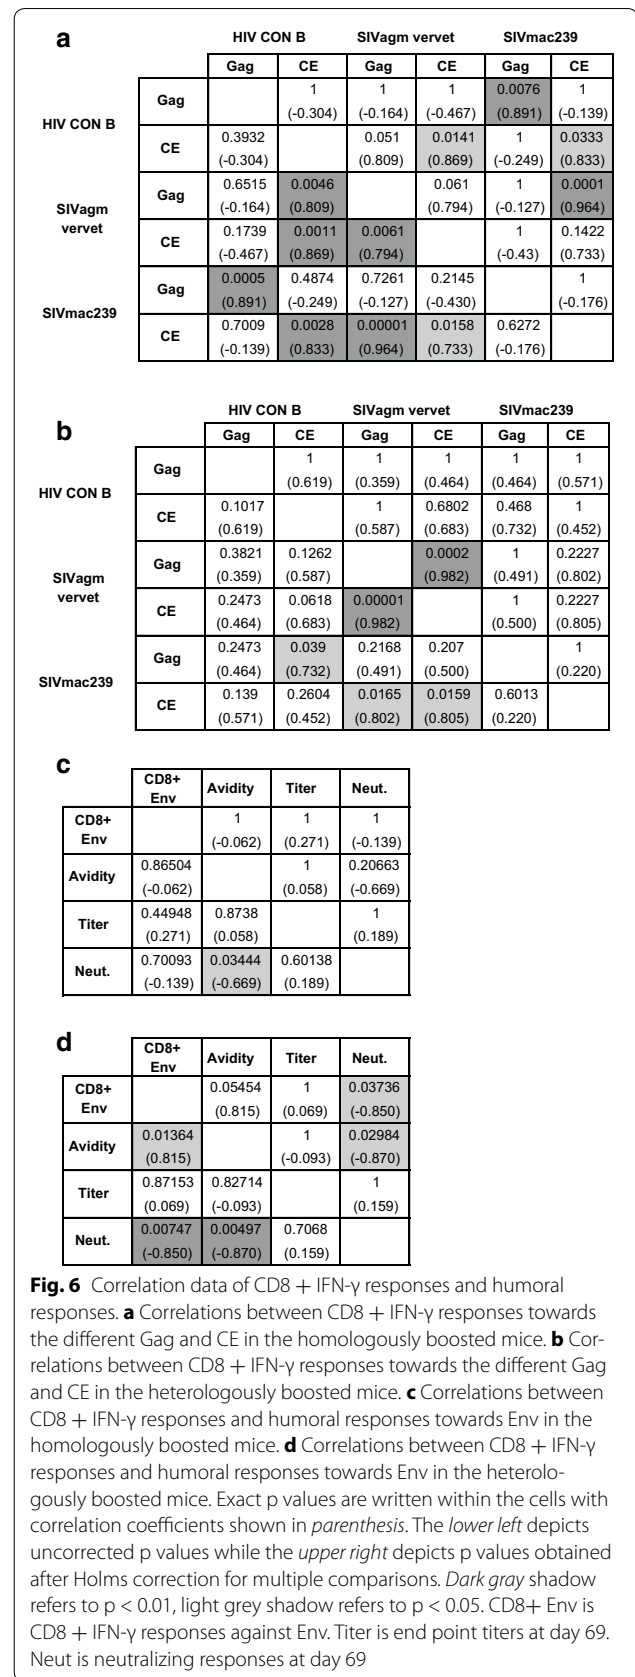 a
HIV CON B SIVagm vervet SIVmac239
Gag CE Gag CE Gag CE
HIV CON B Gag 1 1 1 0.0076 1
(-0.304) (-0.164) (-0.467) (0.891) (-0.139)
CE 0.3932 0.051 0.0141 1 0.0333
(-0.304) (0.809) (0.869) (-0.249) (0.833)
SIVagm vervet Gag 0.6515 0.0046 0.061 1 0.0001
(-0.164) (0.809) (0.794) (-0.127) (0.964)
CE 0.1739 0.0011 0.0061 1 0.1422
(-0.467) (0.869) (0.794) (-0.43) (0.733)
SIVmac239 Gag 0.0005 0.4874 0.7261 0.2145 1
(0.891) (-0.249) (-0.127) (-0.430) (-0.176)
CE 0.7009 0.0028 0.00001 0.0158 0.6272
(-0.139) (0.833) (0.964) (0.733) (-0.176)
b
HIV CON B SIVagm vervet SIVmac239
Gag CE Gag CE Gag CE
HIV CON B Gag 1 1 1 1 1
(0.619) (0.359) (0.464) (0.464) (0.571)
CE 0.1017 1 0.6802 0.468 1
(0.619) (0.587) (0.683) (0.732) (0.452)
SIVagm vervet Gag 0.3821 0.1262 0.0002 1 0.2227
(0.359) (0.587) (0.982) (0.491) (0.802)
CE 0.2473 0.0618 0.00001 1 0.2227
(0.464) (0.683) (0.982) (0.500) (0.805)
SIVmac239 Gag 0.2473 0.039 0.2168 0.207 1
(0.464) (0.732) (0.491) (0.500) (0.220)
CE 0.139 0.2604 0.0165 0.0159 0.6013
(0.571) (0.452) (0.802) (0.805) (0.220)
c
CD8+ Env Avidity Titer Neut.
CD8+ Env 1 1 1
(-0.062) (0.271) (-0.139)
Avidity 0.86504 1 0.20663
(-0.062) (0.058) (-0.669)
Titer 0.44948 0.8738 1
(0.271) (0.058) (0.189)
Neut. 0.70093 0.03444 0.60138
(-0.139) (-0.669) (0.189)
d
CD8+ Env Avidity Titer Neut.
CD8+ Env 0.05454 1 0.03736
(0.815) (0.069) (-0.850)
Avidity 0.01364 1 0.02984
(0.815) (-0.093) (-0.870)
Titer 0.87153 0.82714 1
(0.069) (-0.093) (0.159)
Neut. 0.00747 0.00497 0.7068
(-0.850) (-0.870) (0.159)
Fig. 6 Correlation data of CD8 + IFN-γ responses and humoral
responses. a Correlations between CD8 + IFN-γ responses towards
the different Gag and CE in the homologously boosted mice. b Cor-
relations between CD8 + IFN-γ responses towards the different Gag
and CE in the heterologously boosted mice. c Correlations between
CD8 + IFN-γ responses and humoral responses towards Env in the
homologously boosted mice. d Correlations between CD8 + IFN-γ
responses and humoral responses towards Env in the heterolo-
gously boosted mice. Exact p values are written within the cells with
correlation coefficients shown in parenthesis. The lower left depicts
uncorrected p values while the upper right depicts p values obtained
after Holms correction for multiple comparisons. Dark gray shadow
refers to p < 0.01, light grey shadow refers to p < 0.05. CD8+ Env is
CD8 + IFN-γ responses against Env. Titer is end point titers at day 69.
Neut is neutralizing responses at day 69